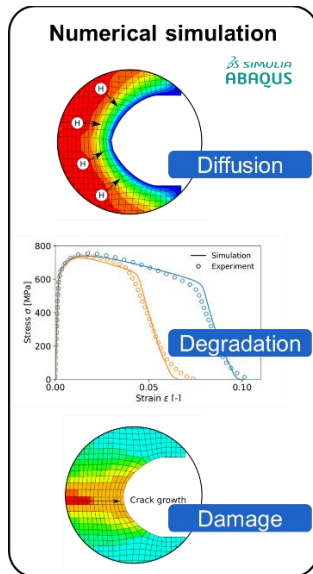 Numerical simulation
SIMULIA
ABAQUS
H
H
H
H
Diffusion
800
600
400
200
0
Stress σ [MPa]
Simulation
Experiment
Degradation
0.00
0.05
0.10
Strain ε [-]
Crack growth
Damage